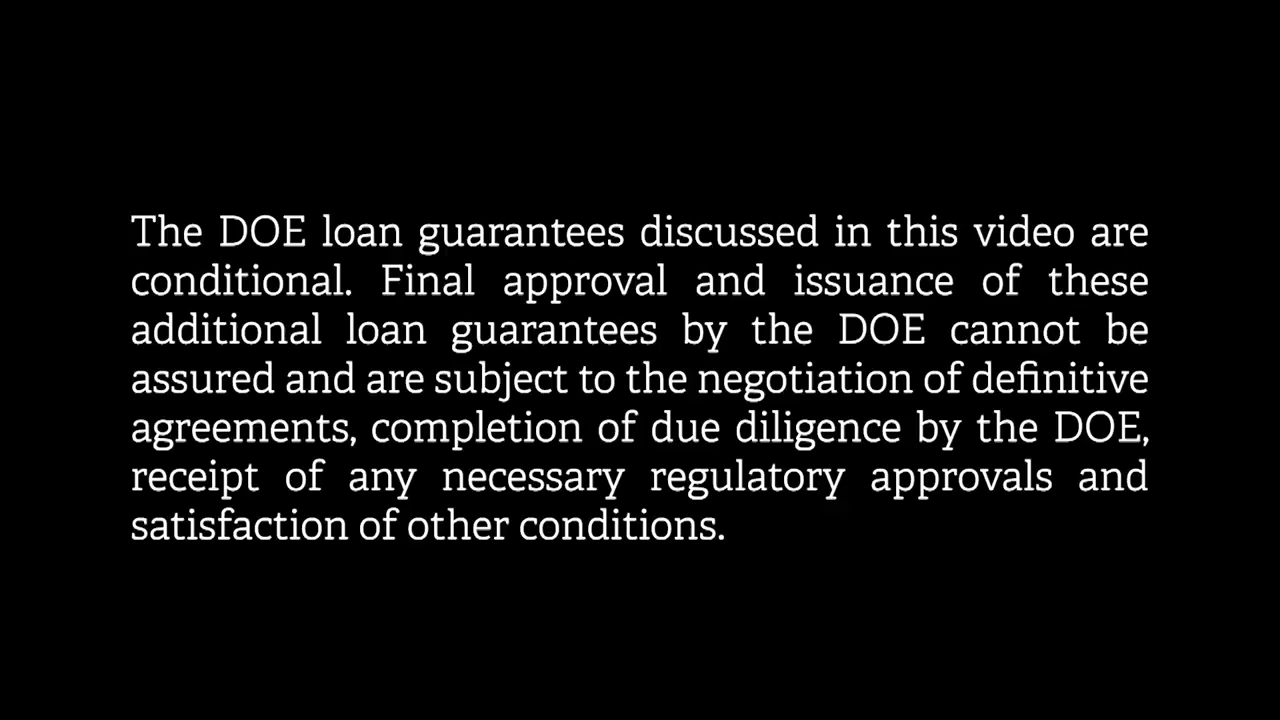 The DOE loan guarantees discussed in this video are
conditional. Final approval and issuance of these
additional loan guarantees by the DOE cannot be
assured and are subject to the negotiation of definitive
agreements, completion of due diligence by the DOE,
receipt of any necessary regulatory approvals and
satisfaction of other conditions.